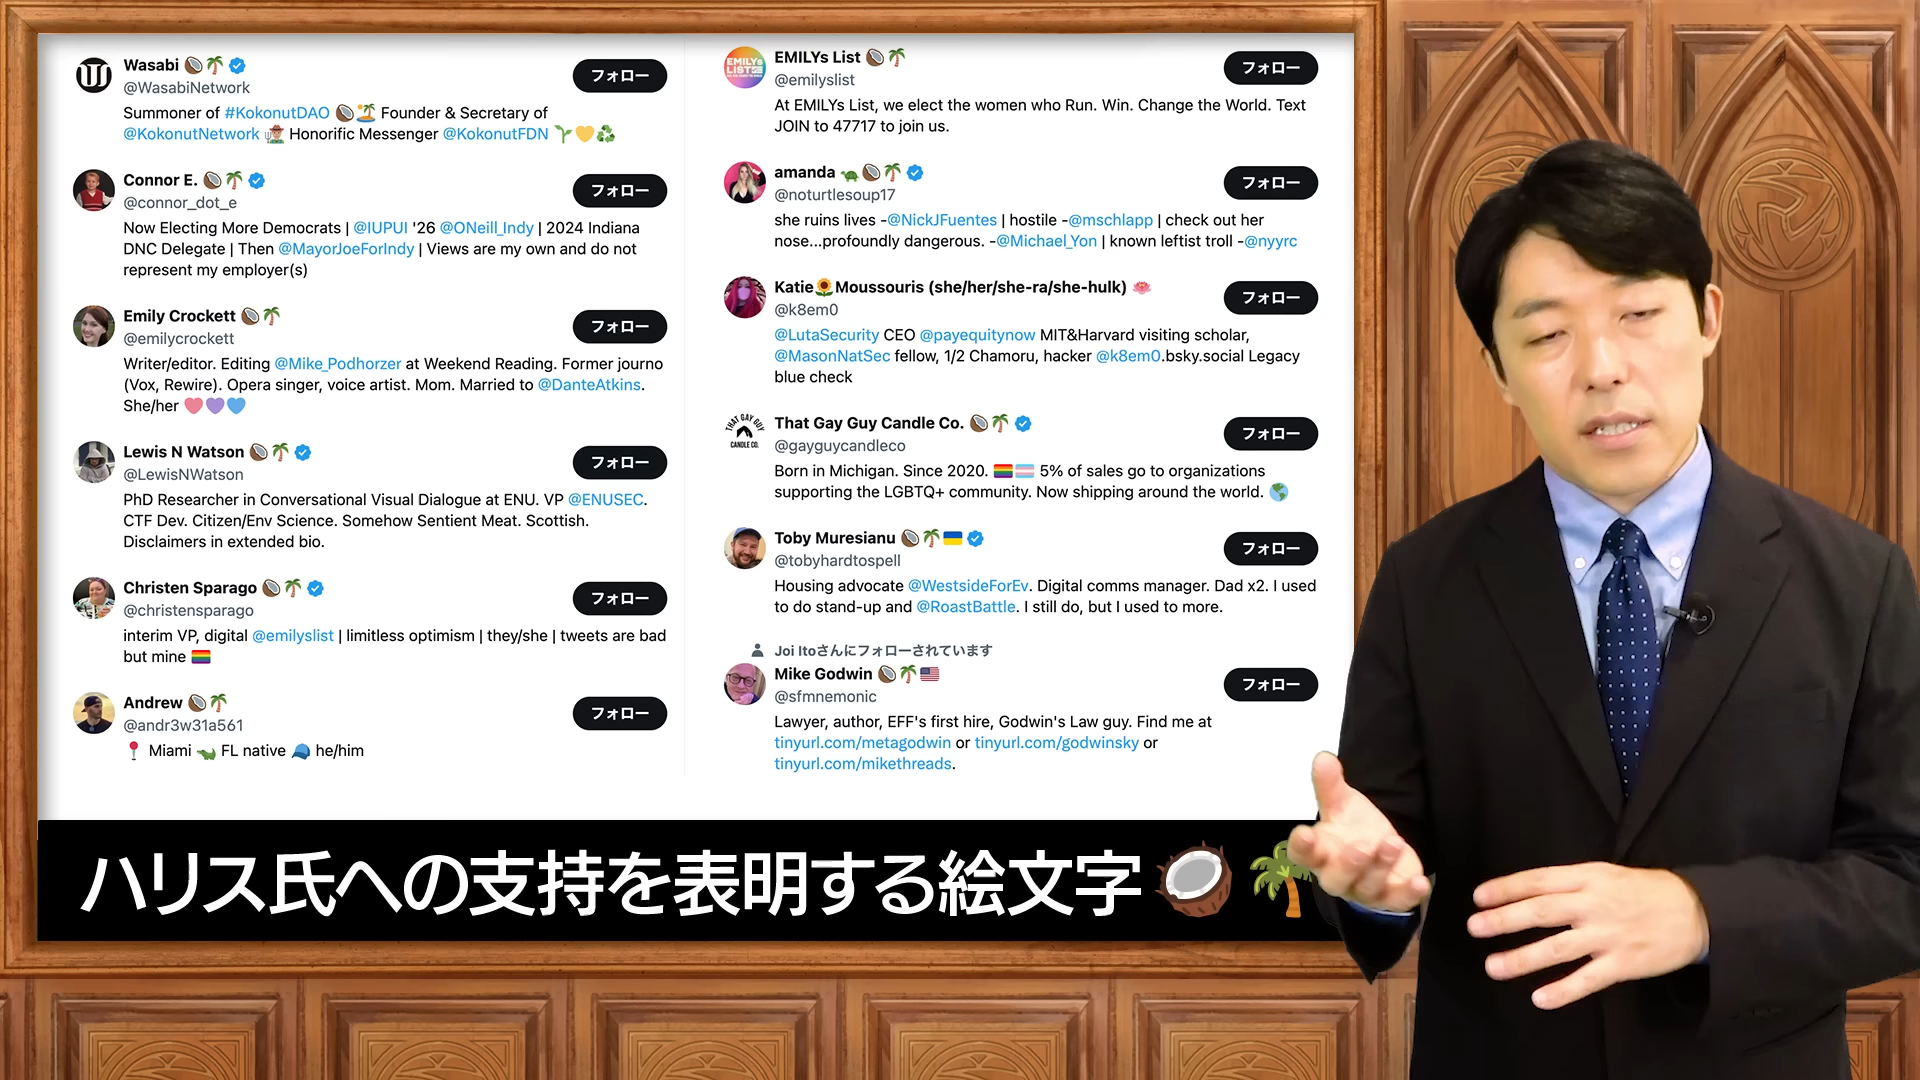 Wasabi 🥥🌴
@WasabiNetwork
フォロー
Summoner of #KokonutDAO 🥥🏝️ Founder & Secretary of
@KokonutNetwork 🧑‍🌾 Honorific Messenger @KokonutFDN 🌱💛♻️
Connor E. 🥥🌴
@connor_dot_e
フォロー
Now Electing More Democrats | @IUPUI '26 @ONeill_Indy | 2024 Indiana
DNC Delegate | Then @MayorJoeForIndy | Views are my own and do not
represent my employer(s)
Emily Crockett 🥥🌴
@emilycrockett
フォロー
Writer/editor. Editing @Mike_Podhorzer at Weekend Reading. Former journo
(Vox, Rewire). Opera singer, voice artist. Mom. Married to @DanteAtkins.
She/her 🩷💜💙
Lewis N Watson 🥥🌴
@LewisNWatson
フォロー
PhD Researcher in Conversational Visual Dialogue at ENU. VP @ENUSEC.
CTF Dev. Citizen/Env Science. Somehow Sentient Meat. Scottish.
Disclaimers in extended bio.
Christen Sparago 🥥🌴
@christensparago
フォロー
interim VP, digital @emilyslist | limitless optimism | they/she | tweets are bad
but mine 🏳️‍🌈
Andrew 🥥🌴
@andr3w31a561
フォロー
📍 Miami 🐊 FL native 🧢 he/him
EMILYs
LIST
EMILYs List 🥥🌴
@emilyslist
フォロー
At EMILYs List, we elect the women who Run. Win. Change the World. Text
JOIN to 47717 to join us.
amanda 🐢🥥🌴
@noturtlesoup17
フォロー
she ruins lives -@NickJFuentes | hostile -@mschlapp | check out her
nose...profoundly dangerous. -@Michael_Yon | known leftist troll -@nyyrc
Katie🌻Moussouris (she/her/she-ra/she-hulk) 🪷
@k8em0
フォロー
@LutaSecurity CEO @payequitynow MIT&Harvard visiting scholar,
@MasonNatSec fellow, 1/2 Chamoru, hacker @k8em0.bsky.social Legacy
blue check
THAT GAY GUY
CANDLE CO.
That Gay Guy Candle Co. 🥥🌴
@gayguycandleco
フォロー
Born in Michigan. Since 2020. 🏳️‍🌈🏳️‍⚧️ 5% of sales go to organizations
supporting the LGBTQ+ community. Now shipping around the world. 🌎
Toby Muresianu 🥥🌴🇺🇦
@tobyhardtospell
フォロー
Housing advocate @WestsideForEv. Digital comms manager. Dad x2. I used
to do stand-up and @RoastBattle. I still do, but I used to more.
Joi Itoさんにフォローされています
Mike Godwin 🥥🌴🇺🇸
@sfmnemonic
フォロー
Lawyer, author, EFF's first hire, Godwin's Law guy. Find me at
tinyurl.com/metagodwin or tinyurl.com/godwinsky or
tinyurl.com/mikethreads.
ハリス氏への支持を表明する絵文字🥥🌴